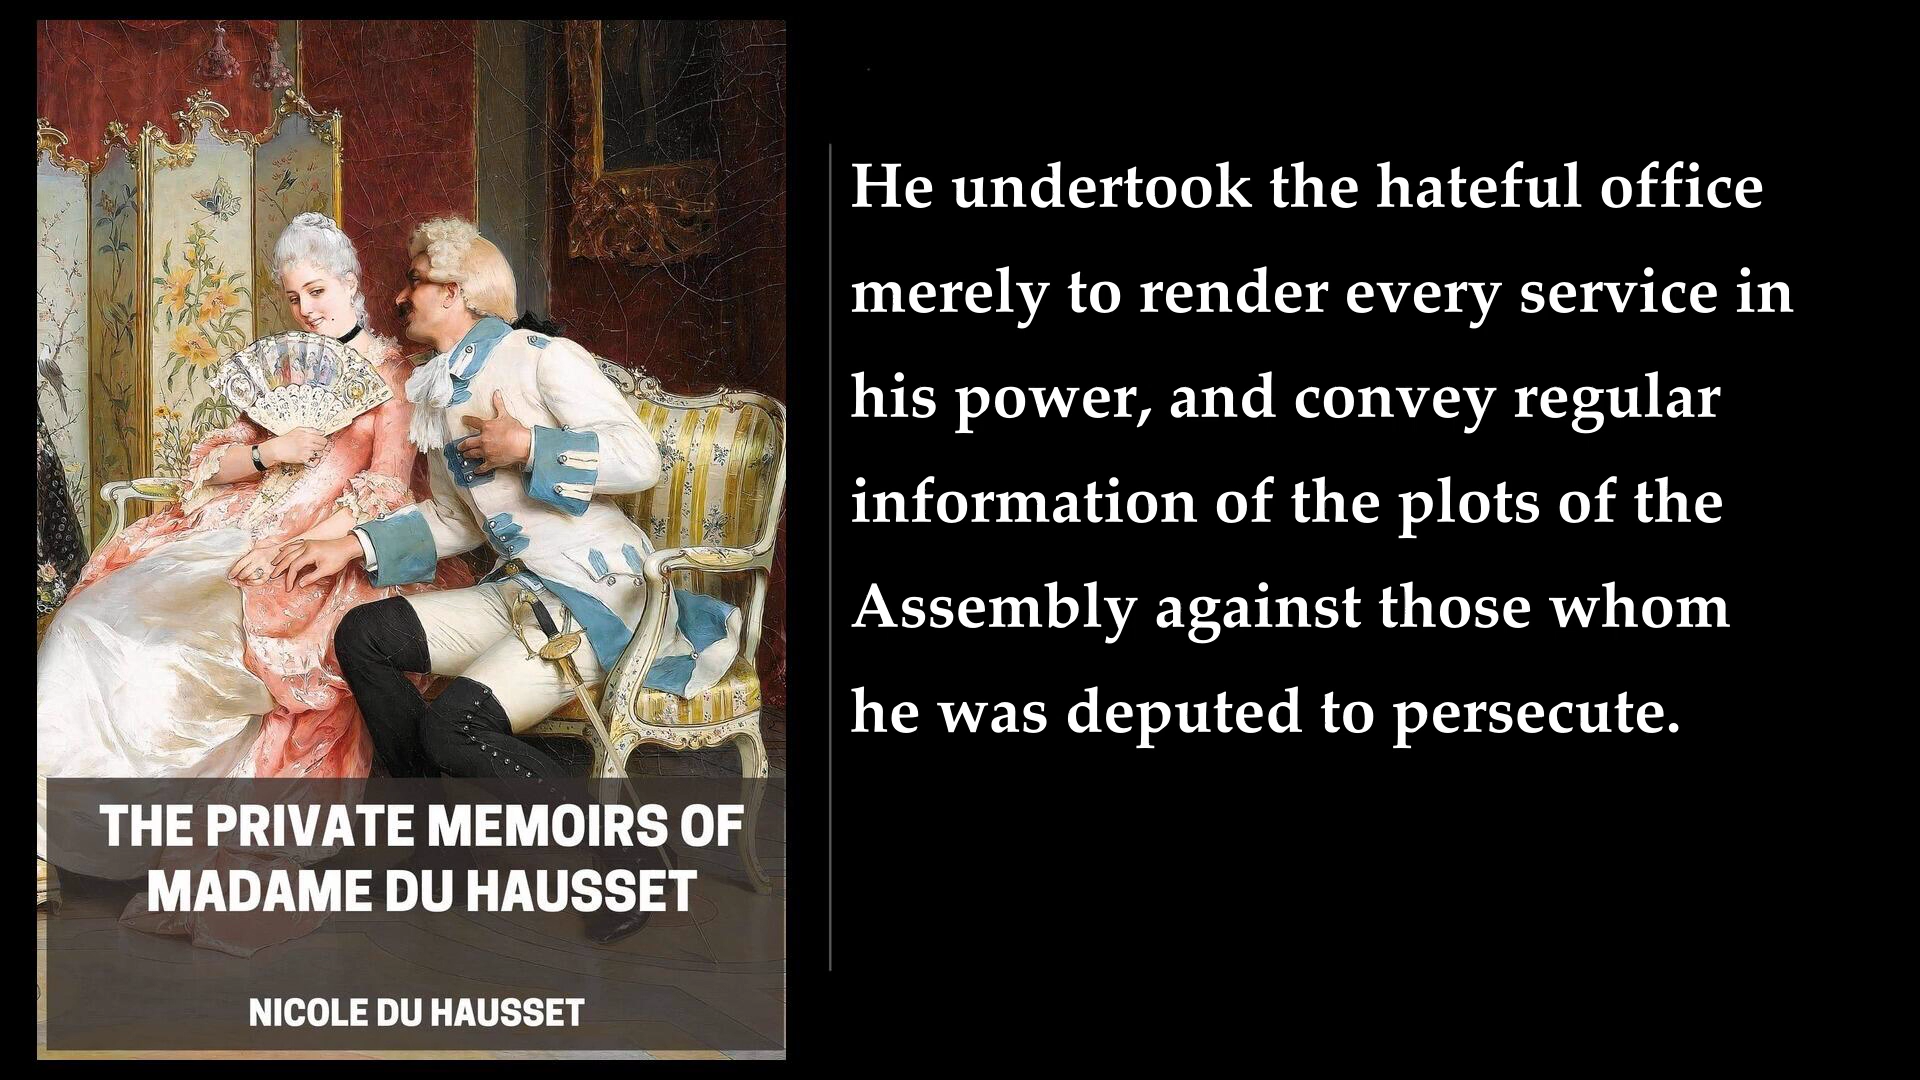 THE PRIVATE MEMOIRS OF
MADAME DU HAUSSET
NICOLE DU HAUSSET
He undertook the hateful office
merely to render every service in
his power, and convey regular
information of the plots of the
Assembly against those whom
he was deputed to persecute.